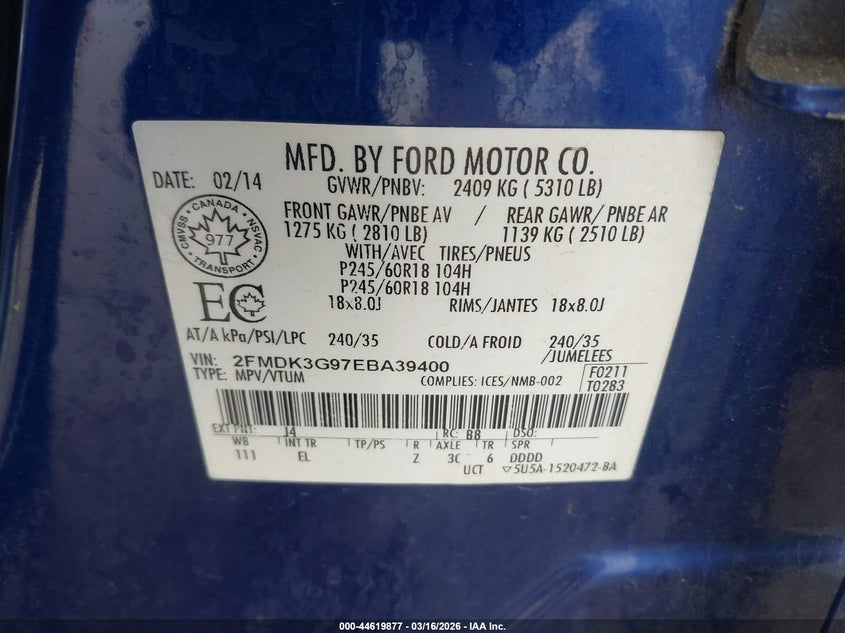 MFD. BY FORD MOTOR CO.
DATE: 02/14
GVWR/PNBV: 2409 KG ( 5310 LB)
FRONT GAWR/PNBE AV / REAR GAWR/ PNBE AR
1275 KG ( 2810 LB) 1139 KG ( 2510 LB)
CMVSS • CANADA • NSVAC
977
TRANSPORT
WITH/AVEC TIRES/PNEUS
P245/60R18 104H
P245/60R18 104H
EC
18x8.0J RIMS/JANTES 18x8.0J
AT/A kPa/PSI/LPC 240/35 COLD/A FROID 240/35
/JUMELEES
VIN: 2FMDK3G97EBA39400
TYPE: MPV/VTUM COMPLIES: ICES/NMB-002
F0211
T0283
EXT PNT: J4 RC: BB DSO:
WB INT TR TP/PS R AXLE TR SPR
111 EL Z 3C 6 DDDD
UCT ▽5U5A-1520472-BA
000-44619877 - 03/16/2026 - IAA Inc.